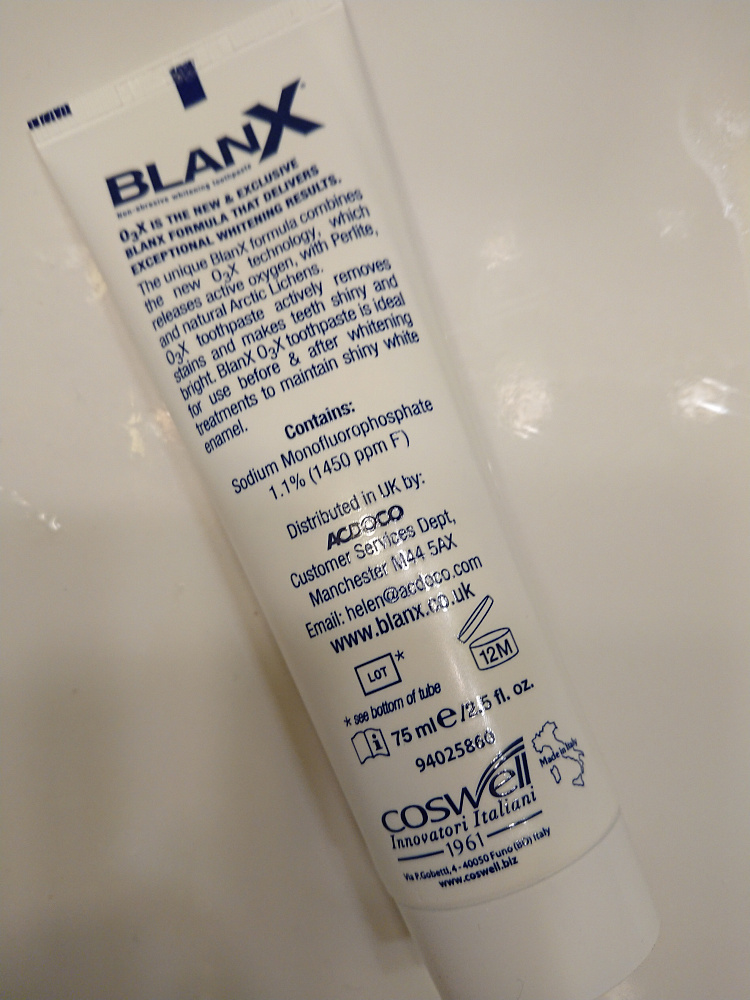 BLANX
Non-abrasive whitening toothpaste
O3X IS THE NEW & EXCLUSIVE
BLANX FORMULA THAT DELIVERS
EXCEPTIONAL WHITENING RESULTS.
The unique BlanX formula combines
the new O3X technology, which
releases active oxygen, with Perlite,
and natural Arctic Lichens.
O3X toothpaste actively removes
stains and makes teeth shiny and
bright. BlanX O3X toothpaste is ideal
for use before & after whitening
treatments to maintain shiny white
enamel.
Contains:
Sodium Monofluorophosphate
1.1% (1450 ppm F)
Distributed in UK by:
ACDOCO
Customer Services Dept,
Manchester M44 5AX
Email: helen@acdoco.com
www.blanx.co.uk
LOT *
12M
* see bottom of tube
75 ml e /2.5 fl. oz.
94025860
Made in Italy
coswell
Innovatori Italiani
1961
Via P.Gobetti, 4 - 40050 Funo (BO) Italy
www.coswell.biz